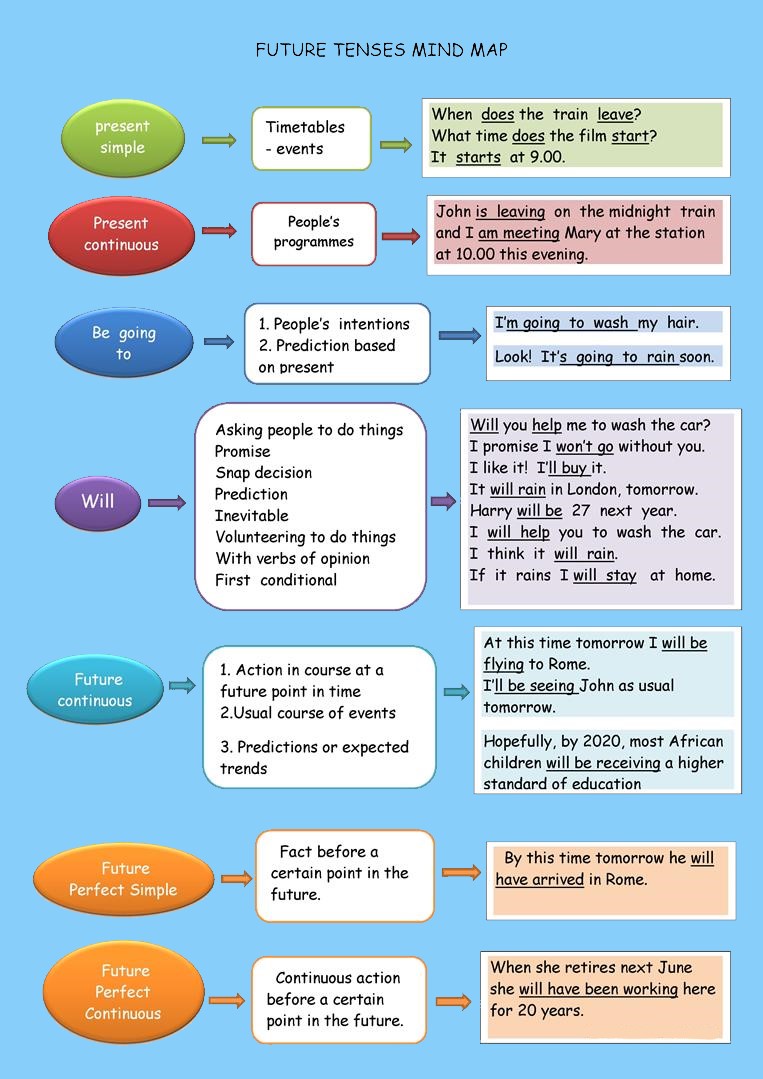 FUTURE TENSES MIND MAP
present
simple
Timetables
- events
When does the train leave?
What time does the film start?
It starts at 9.00.
Present
continuous
People's
programmes
John is leaving on the midnight train
and I am meeting Mary at the station
at 10.00 this evening.
Be going
to
1. People's intentions
2. Prediction based
on present
I'm going to wash my hair.
Look! It's going to rain soon.
Will
Asking people to do things
Promise
Snap decision
Prediction
Inevitable
Volunteering to do things
With verbs of opinion
First conditional
Will you help me to wash the car?
I promise I won't go without you.
I like it! I'll buy it.
It will rain in London, tomorrow.
Harry will be 27 next year.
I will help you to wash the car.
I think it will rain.
If it rains I will stay at home.
Future
continuous
1. Action in course at a
future point in time
2.Usual course of events
3. Predictions or expected
trends
At this time tomorrow I will be
flying to Rome.
I'll be seeing John as usual
tomorrow.
Hopefully, by 2020, most African
children will be receiving a higher
standard of education
Future
Perfect Simple
Fact before a
certain point in the
future.
By this time tomorrow he will
have arrived in Rome.
Future
Perfect
Continuous
Continuous action
before a certain
point in the future.
When she retires next June
she will have been working here
for 20 years.